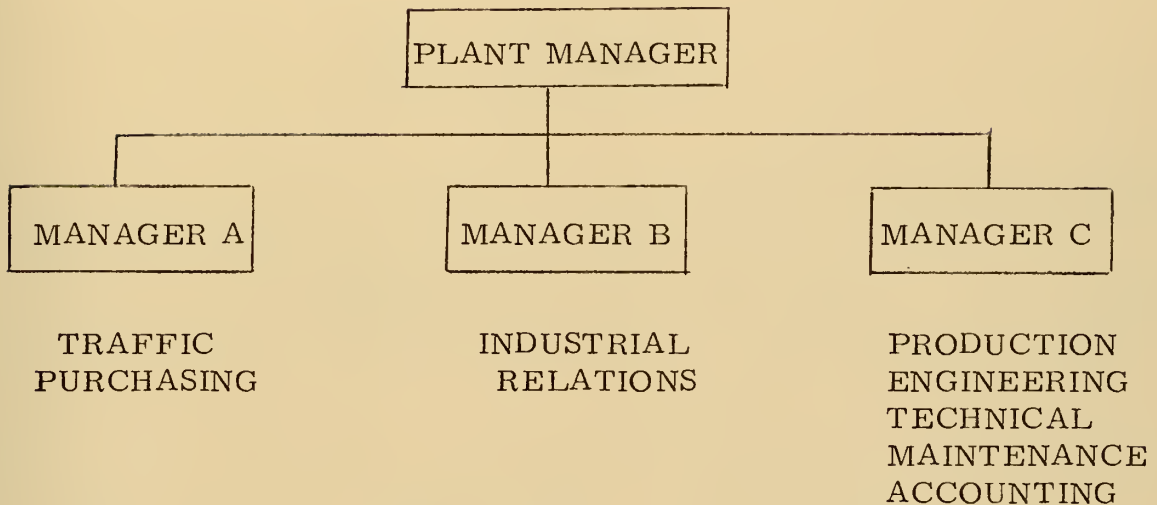 PLANT MANAGER
MANAGER A
MANAGER B
MANAGER C
TRAFFIC
PURCHASING
INDUSTRIAL
RELATIONS
PRODUCTION
ENGINEERING
TECHNICAL
MAINTENANCE
ACCOUNTING